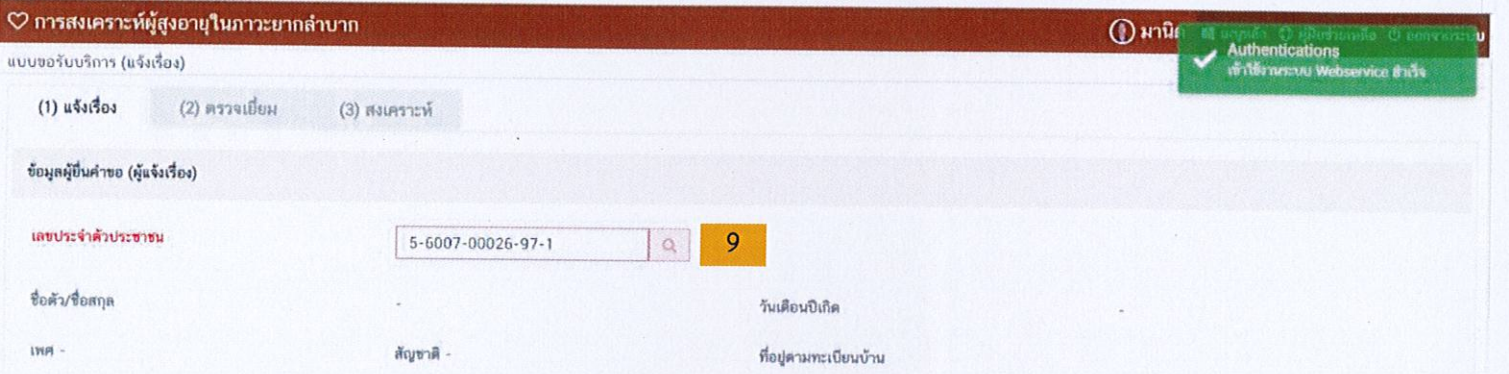 การสงเคราะห์ผู้สูงอายุในภาวะยากลำบาก
มานิต
Authentications
เข้าใช้งานระบบ Webservice สำเร็จ
แบบขอรับบริการ (แจ้งเรื่อง)
(1) แจ้งเรื่อง (2) ตรวจเยี่ยม (3) สงเคราะห์
ข้อมูลผู้ยื่นคำขอ (ผู้แจ้งเรื่อง)
เลขประจำตัวประชาชน 5-6007-00026-97-1 9
ชื่อตัว/ชื่อสกุล - วันเดือนปีเกิด -
เพศ - สัญชาติ - ที่อยู่ตามทะเบียนบ้าน